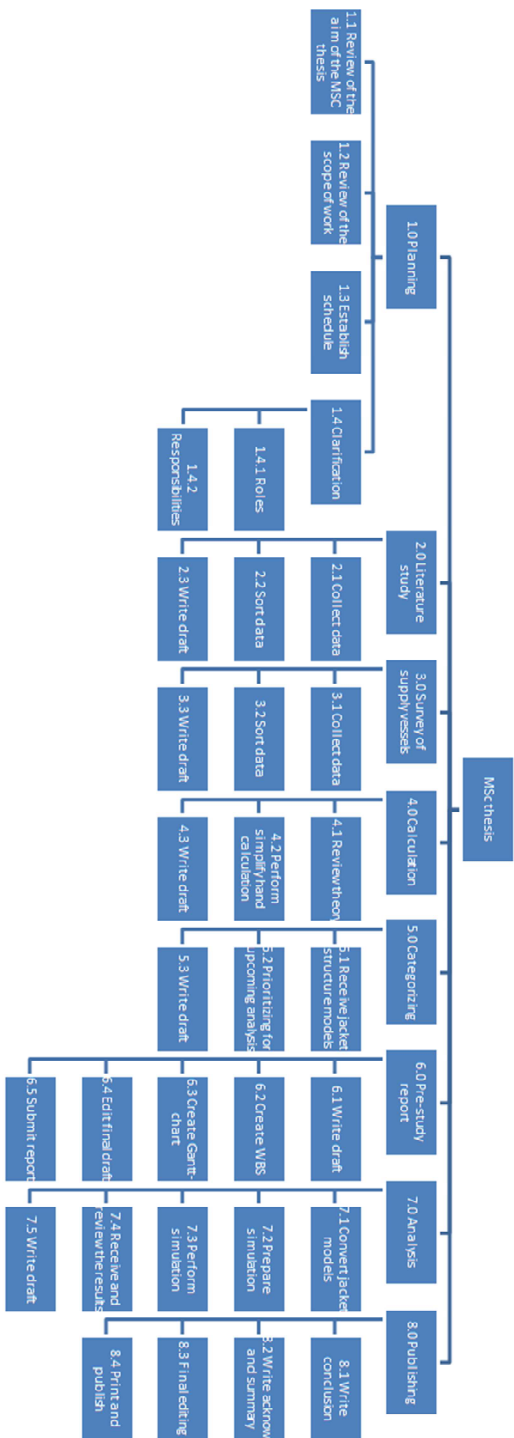 MSc thesis
1.0 Planning
1.1 Review of the
aim of the MSC
thesis
1.2 Review of the
scope of work
1.3 Establish
schedule
1.4 Clarification
1.4.1 Roles
1.4.2
Responsibilities
2.0 Literature
study
2.1 Collect data
2.2 Sort data
2.3 Write draft
3.0 Survey of
supply vessels
3.1 Collect data
3.2 Sort data
3.3 Write draft
4.0 Calculation
4.1 Review theory
4.2 Perform
simplify hand
calculation
4.3 Write draft
5.0 Categorizing
5.1 Receive jacket
structure models
5.2 Prioritizing for
upcoming analysis
5.3 Write draft
6.0 Pre-study
report
6.1 Write draft
6.2 Create WBS
6.3 Create Gantt-
chart
6.4 Edit final draft
6.5 Submit report
7.0 Analysis
7.1 Convert jacket
models
7.2 Prepare
simulation
7.3 Perform
simulation
7.4 Receive and
review the results
7.5 Write draft
8.0 Publishing
8.1 Write
conclusion
8.2 Write acknow
and summary
8.3 Final editing
8.4 Print and
publish